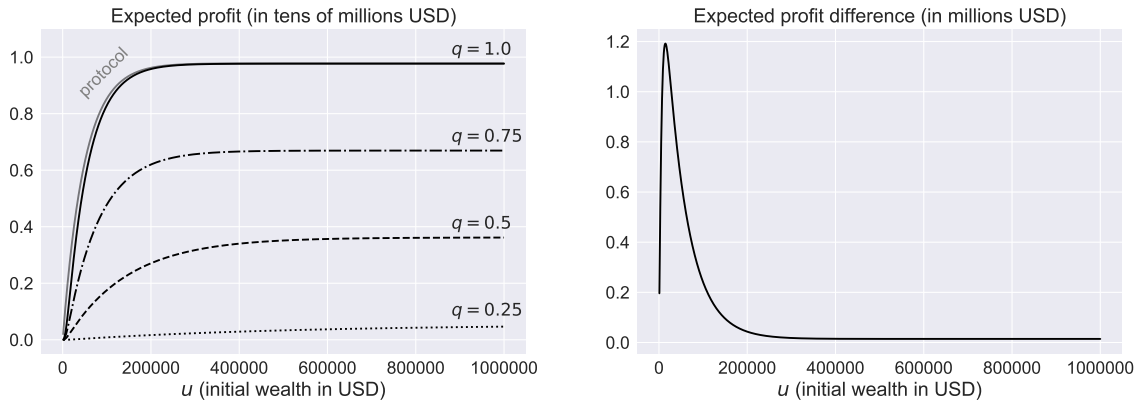 Expected profit (in tens of millions USD)
1.0
0.8
0.6
0.4
0.2
0.0
protocol
q = 1.0
q = 0.75
q = 0.5
q = 0.25
0 200000 400000 600000 800000 1000000
u (initial wealth in USD)
Expected profit difference (in millions USD)
1.2
1.0
0.8
0.6
0.4
0.2
0.0
0 200000 400000 600000 800000 1000000
u (initial wealth in USD)